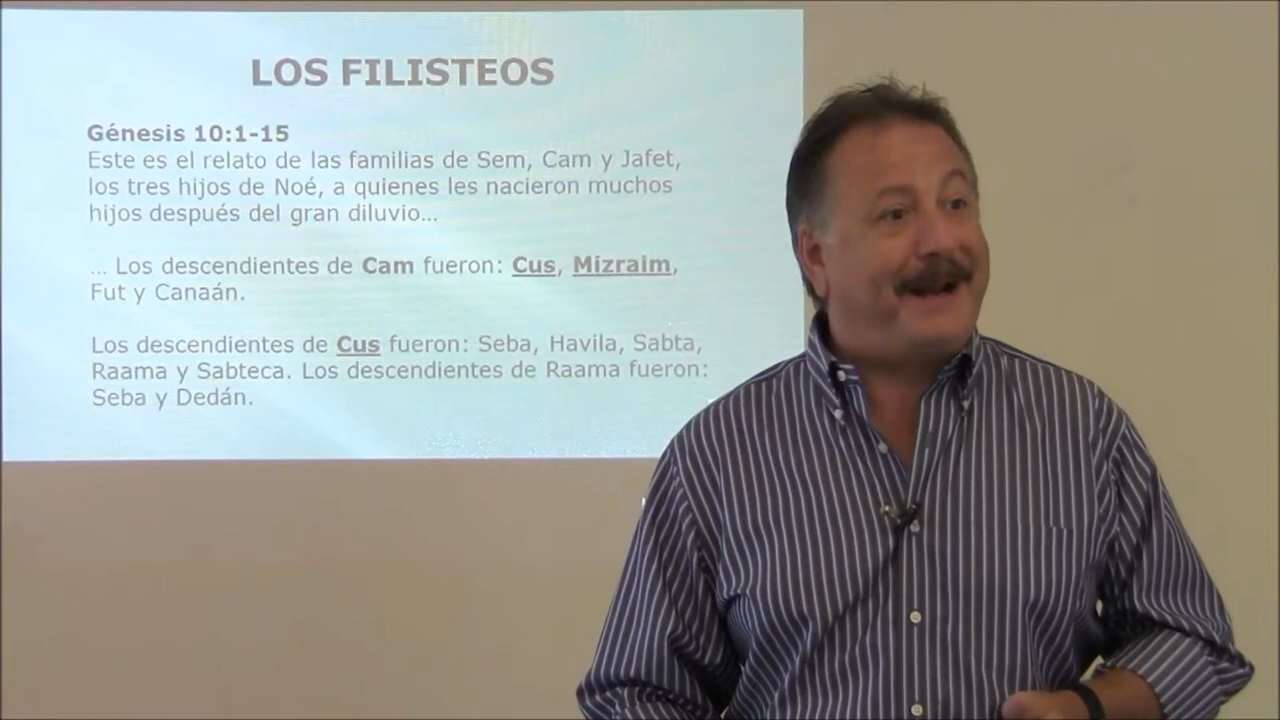 LOS FILISTEOS
Génesis 10:1-15
Este es el relato de las familias de Sem, Cam y Jafet,
los tres hijos de Noé, a quienes les nacieron muchos
hijos después del gran diluvio...
... Los descendientes de Cam fueron: Cus, Mizraim,
Fut y Canaán.
Los descendientes de Cus fueron: Seba, Havila, Sabta,
Raama y Sabteca. Los descendientes de Raama fueron:
Seba y Dedán.